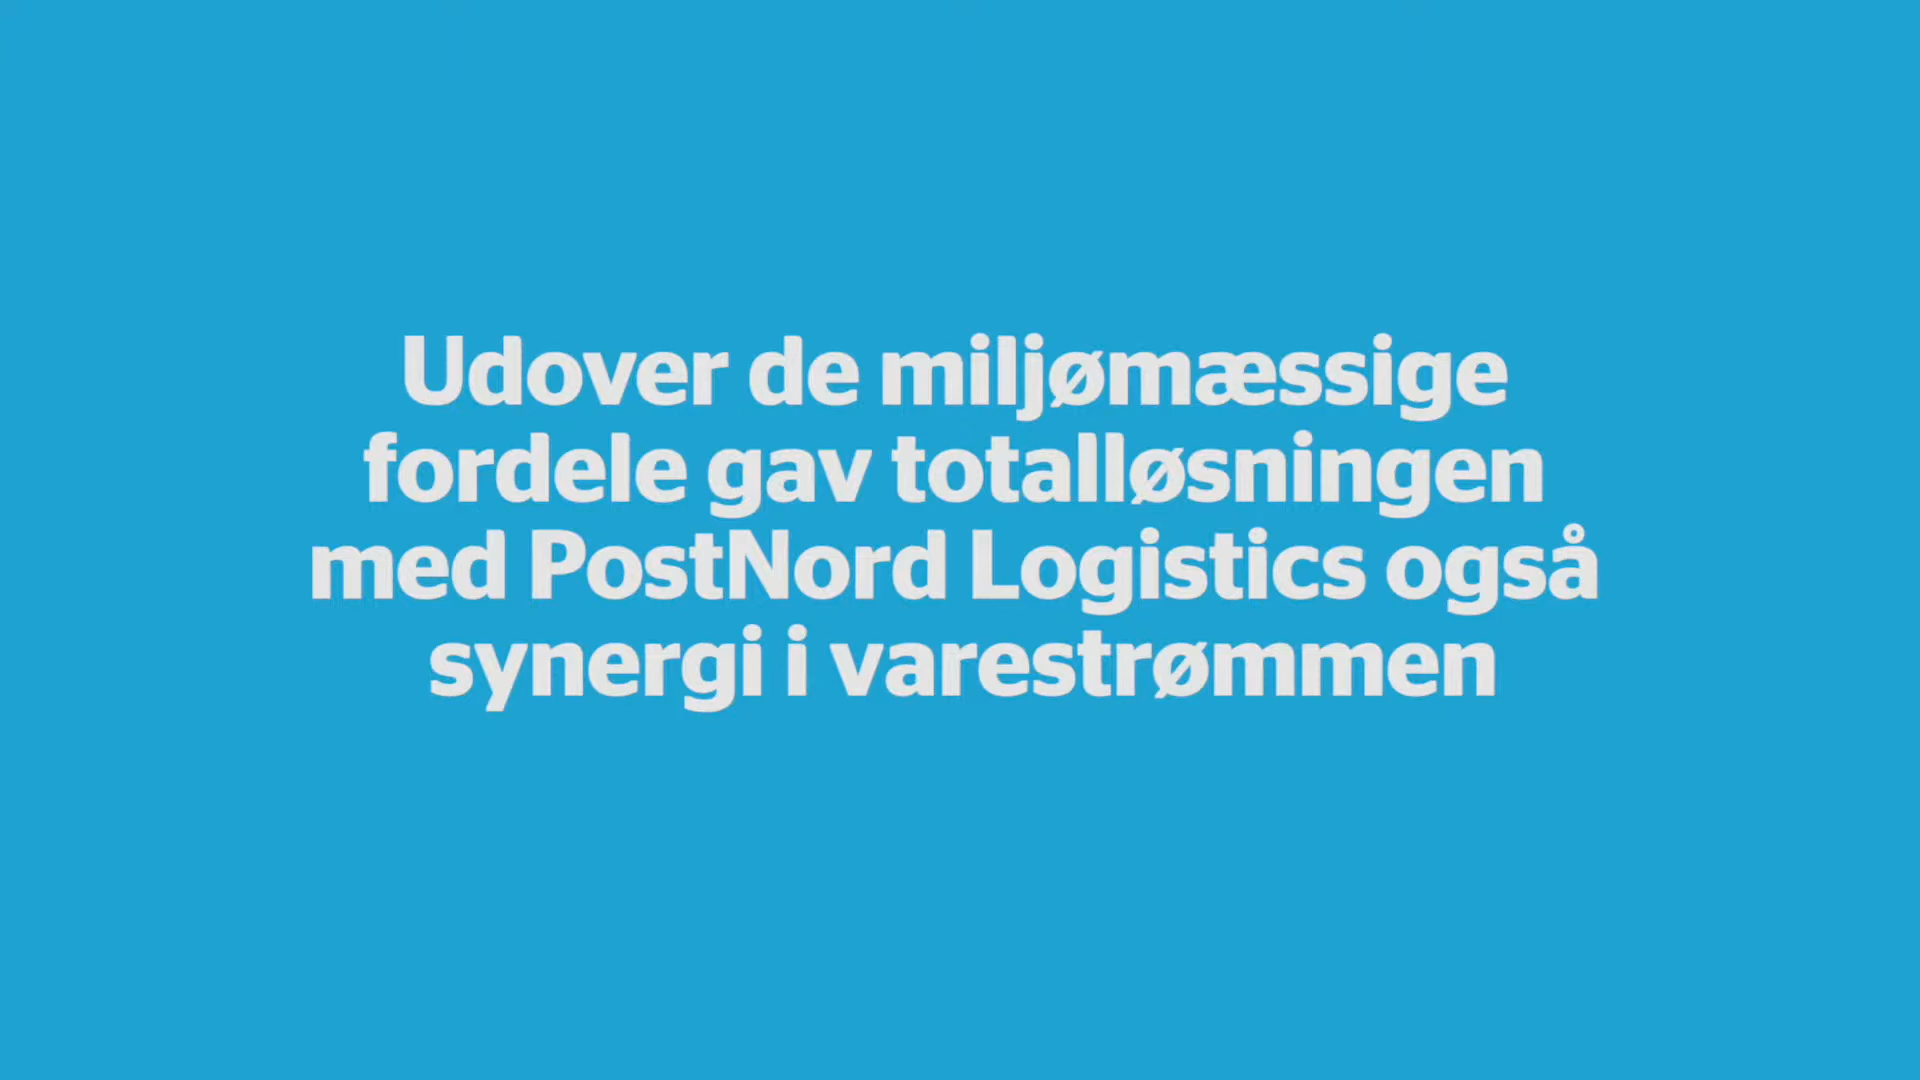 Udover de miljømæssige
fordele gav totalløsningen
med PostNord Logistics også
synergi i varestrømmen